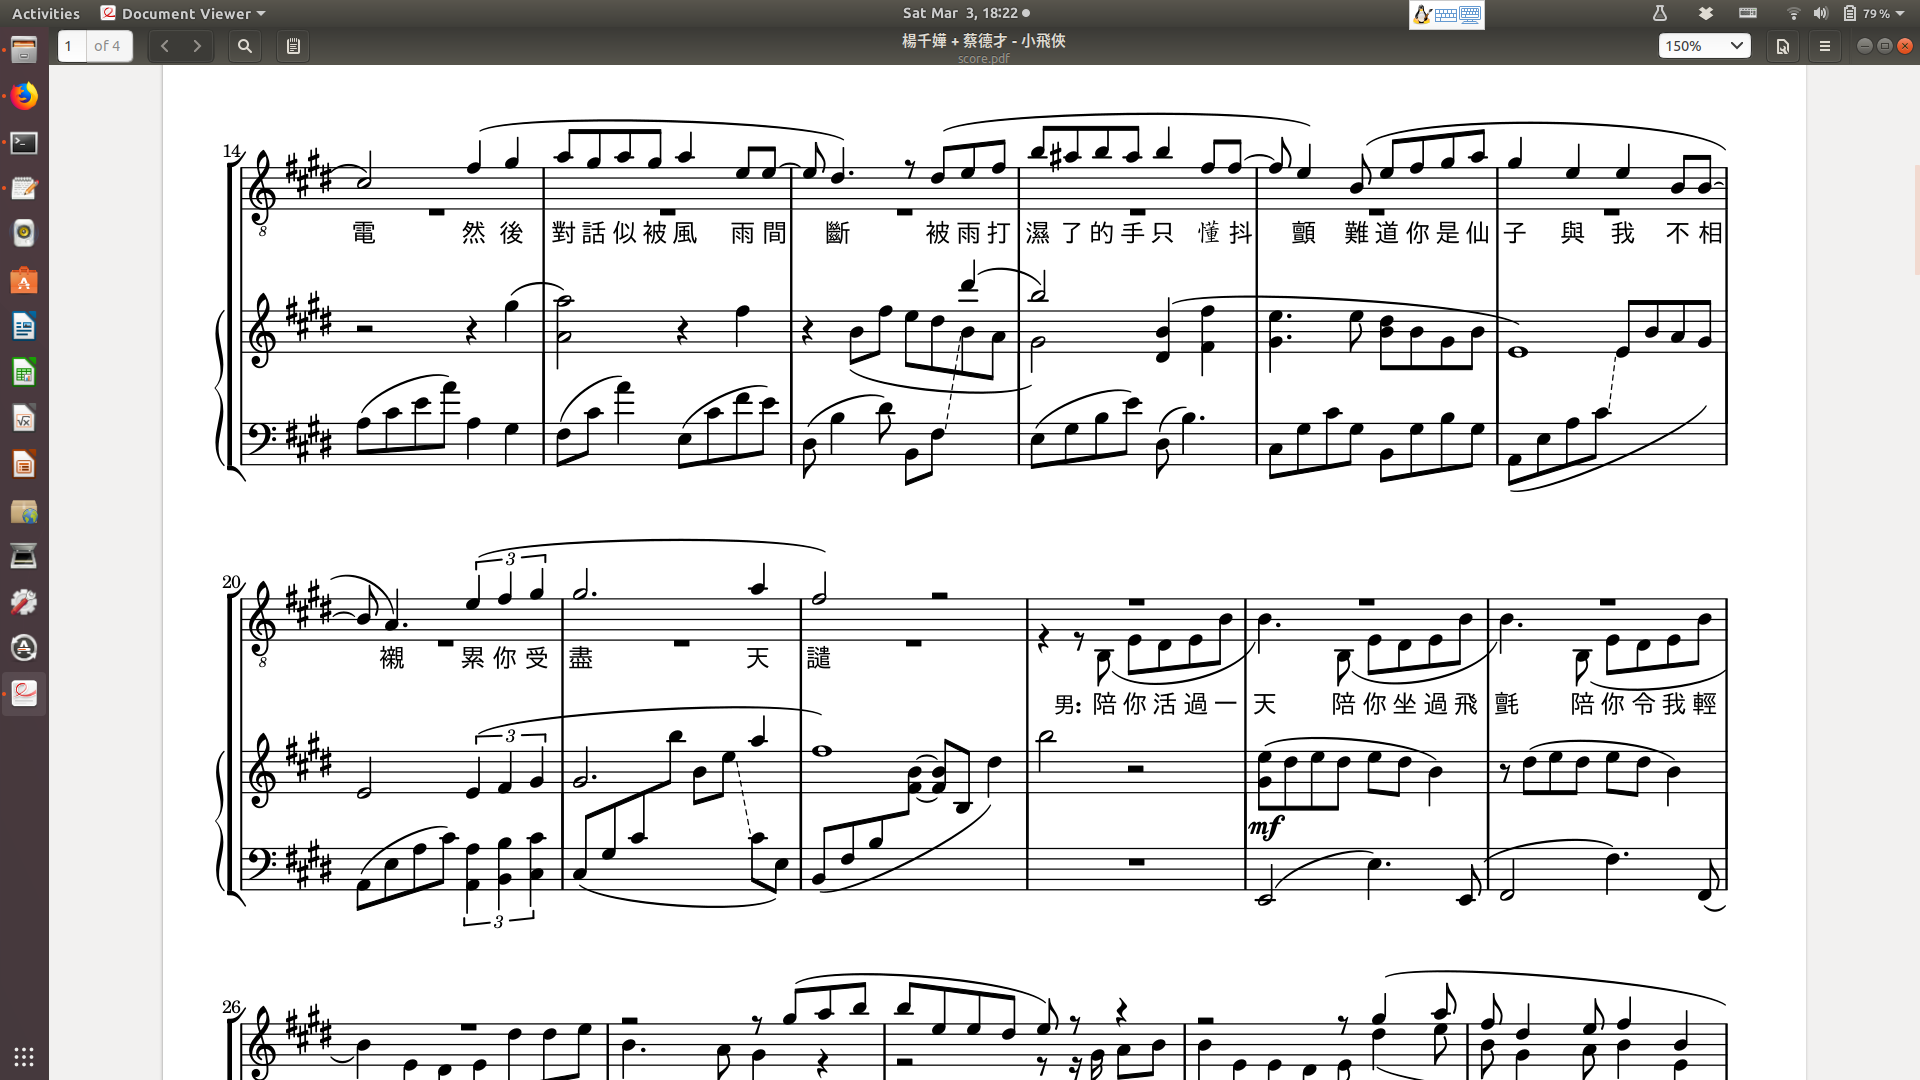 Activities Document Viewer Sat Mar 3, 18:22 79 %
1 of 4 楊千嬅 + 蔡德才 - 小飛俠 150%
score.pdf
14
8
電 然 後 對 話 似 被 風 雨 間 斷 被 雨 打 濕 了 的 手 只 懂 抖 顫 難 道 你 是 仙 子 與 我 不 相
20
3
8
襯 累 你 受 盡 天 譴
男: 陪 你 活 過 一 天 陪 你 坐 過 飛 氈 陪 你 令 我 輕
3
mf
3
26